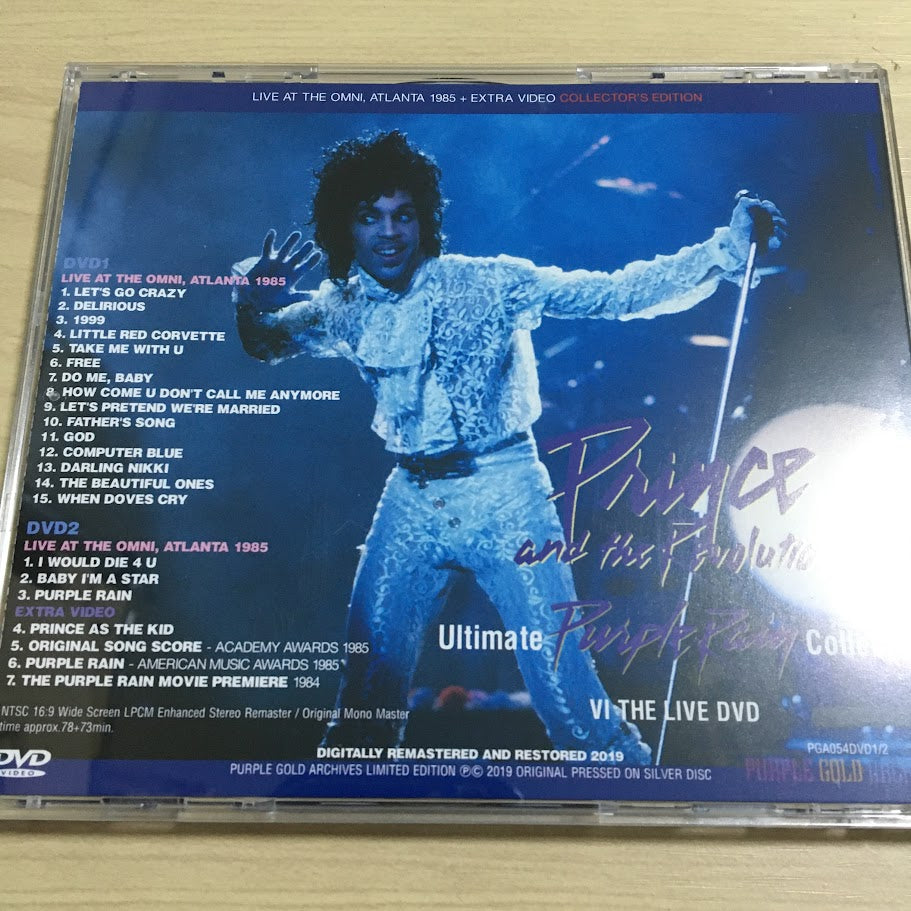 LIVE AT THE OMNI, ATLANTA 1985 + EXTRA VIDEO COLLECTOR'S EDITION
DVD1
LIVE AT THE OMNI, ATLANTA 1985
1. LET'S GO CRAZY
2. DELIRIOUS
3. 1999
4. LITTLE RED CORVETTE
5. TAKE ME WITH U
6. FREE
7. DO ME, BABY
8. HOW COME U DON'T CALL ME ANYMORE
9. LET'S PRETEND WE'RE MARRIED
10. FATHER'S SONG
11. GOD
12. COMPUTER BLUE
13. DARLING NIKKI
14. THE BEAUTIFUL ONES
15. WHEN DOVES CRY
DVD2
LIVE AT THE OMNI, ATLANTA 1985
1. I WOULD DIE 4 U
2. BABY I'M A STAR
3. PURPLE RAIN
EXTRA VIDEO
4. PRINCE AS THE KID
5. ORIGINAL SONG SCORE - ACADEMY AWARDS 1985
6. PURPLE RAIN - AMERICAN MUSIC AWARDS 1985
7. THE PURPLE RAIN MOVIE PREMIERE 1984
NTSC 16:9 Wide Screen LPCM Enhanced Stereo Remaster / Original Mono Master
time approx.78+73min.
Prince
and the Revolutio
Ultimate Purple Rain Colle
VI THE LIVE DVD
PGA054DVD1/2
DVD
VIDEO
DIGITALLY REMASTERED AND RESTORED 2019
PURPLE GOLD ARCHIVES LIMITED EDITION ℗© 2019 ORIGINAL PRESSED ON SILVER DISC
PURPLE GOLD ARC